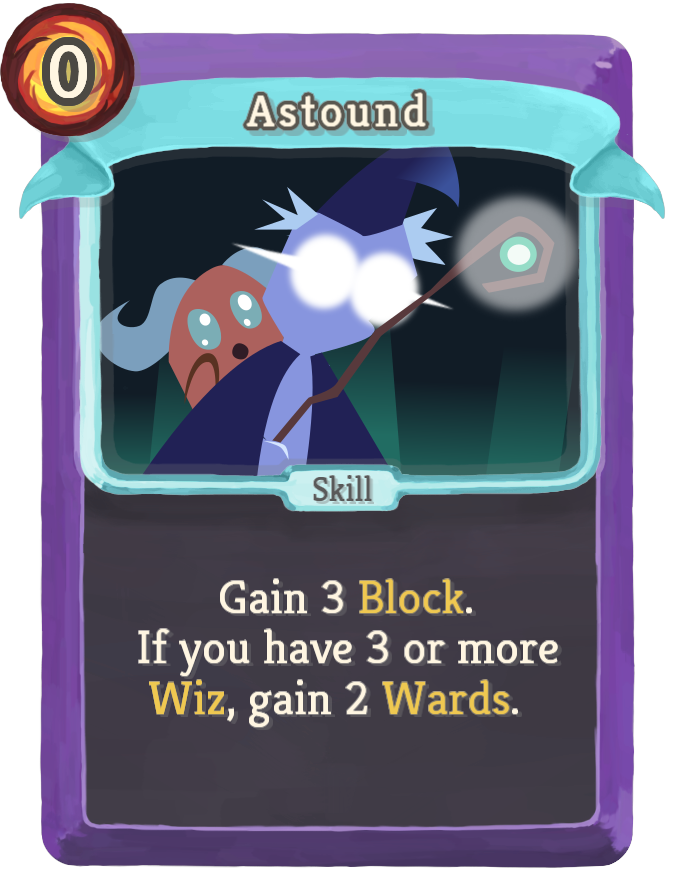 0
Astound
Skill
Gain 3 Block.
If you have 3 or more
Wiz, gain 2 Wards.